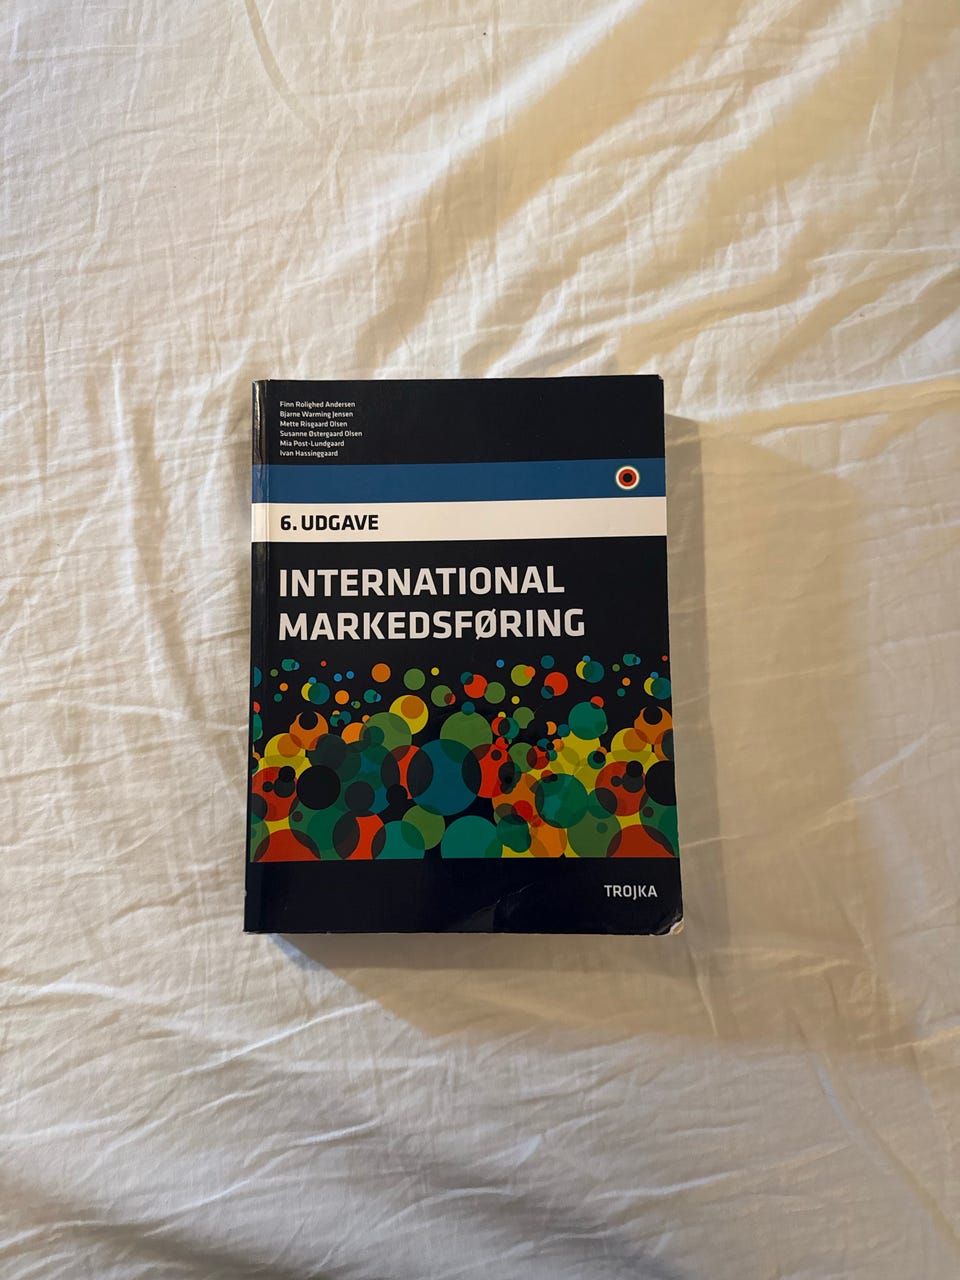 Finn Rolighed Andersen
Bjarne Warming Jensen
Mette Risgaard Olsen
Susanne Østergaard Olsen
Mia Post-Lundgaard
Ivan Hassinggaard
6. UDGAVE
INTERNATIONAL
MARKEDSFØRING
TROJKA